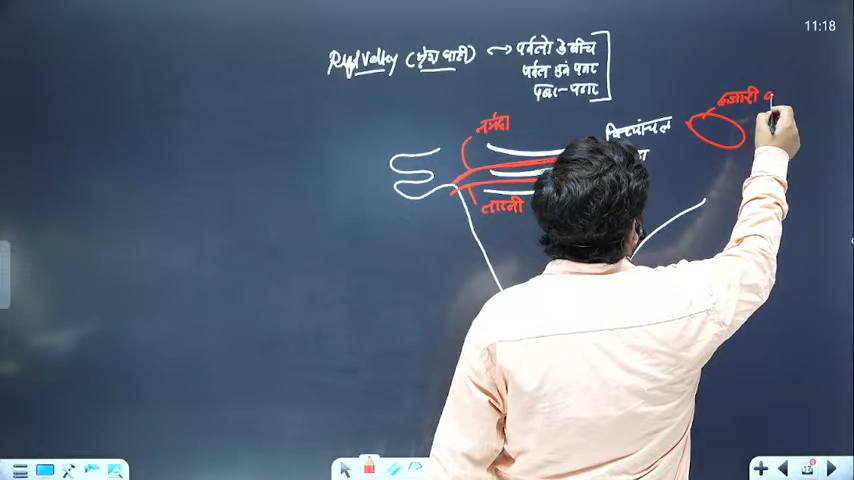 11:18
Rift Valley (भ्रंश घाटी) → पर्वतो के बीच
पर्वत एवं पठार
पठार-पठार
नर्मदा
विन्ध्यांचल
हजारी
ताप्ती